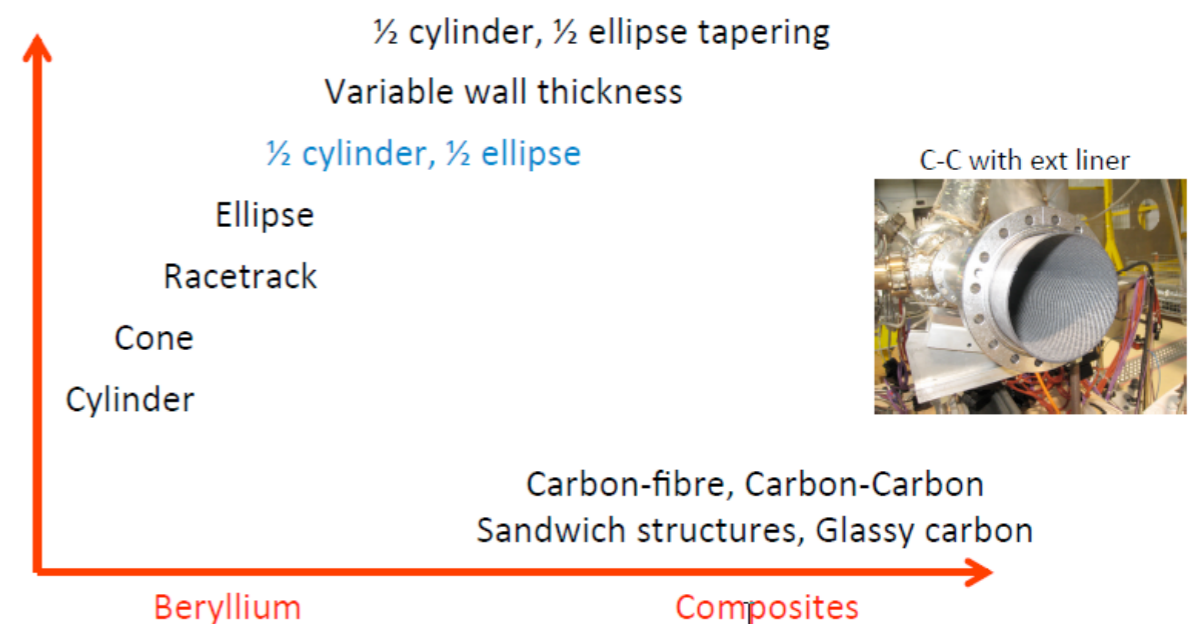 ½ cylinder, ½ ellipse tapering
Variable wall thickness
½ cylinder, ½ ellipse
C-C with ext liner
Ellipse
Racetrack
Cone
Cylinder
Carbon-fibre, Carbon-Carbon
Sandwich structures, Glassy carbon
Beryllium
Composites